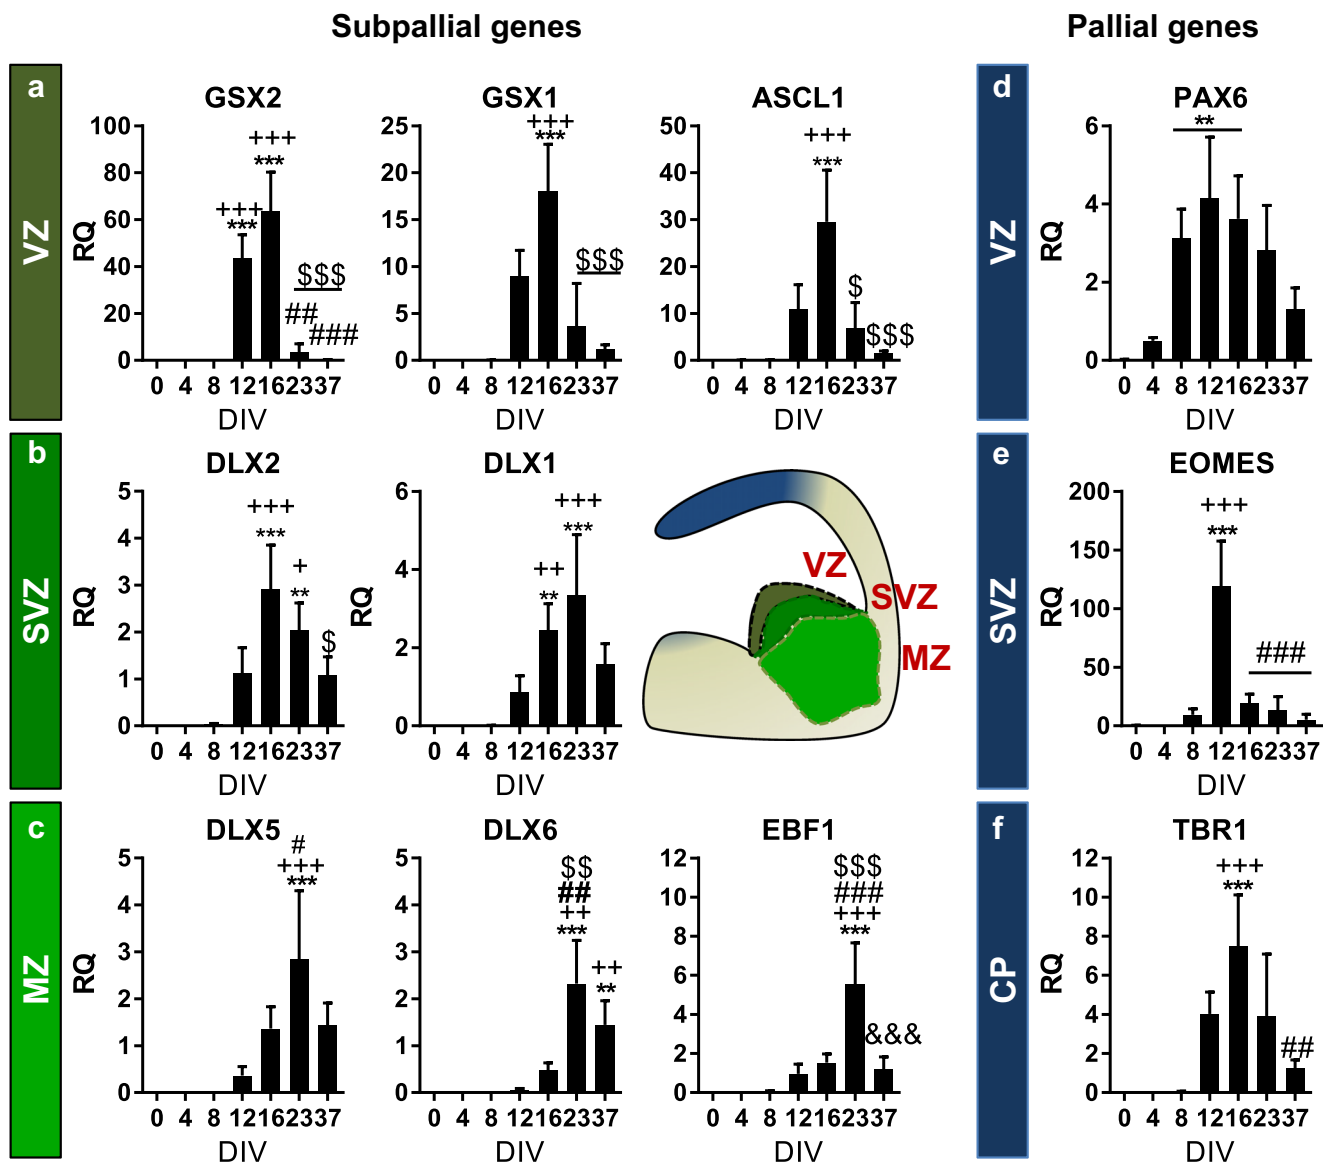 Subpallial genes
Pallial genes
a
VZ
GSX2
RQ
100
80
60
40
20
0
+++
***
+++
***
$$$
##
###
0 4 8 12 16 23 37
DIV
GSX1
25
20
15
10
5
0
+++
***
$$$
0 4 8 12 16 23 37
DIV
ASCL1
50
40
30
20
10
0
+++
***
$
$$$
0 4 8 12 16 23 37
DIV
d
VZ
PAX6
RQ
6
4
2
0
**
0 4 8 12 16 23 37
DIV
b
SVZ
DLX2
RQ
5
4
3
2
1
0
+++
***
+
**
$
0 4 8 12 16 23 37
DIV
DLX1
RQ
6
4
2
0
++
**
+++
***
0 4 8 12 16 23 37
DIV
VZ
SVZ
MZ
e
SVZ
EOMES
RQ
200
150
100
50
0
+++
***
###
0 4 8 12 16 23 37
DIV
c
MZ
DLX5
RQ
5
4
3
2
1
0
#
+++
***
0 4 8 12 16 23 37
DIV
DLX6
5
4
3
2
1
0
$$
##
++
***
++
**
0 4 8 12 16 23 37
DIV
EBF1
12
10
8
6
4
2
0
$$$
###
+++
***
&&&
0 4 8 12 16 23 37
DIV
f
CP
TBR1
RQ
12
10
8
6
4
2
0
+++
***
##
0 4 8 12 16 23 37
DIV